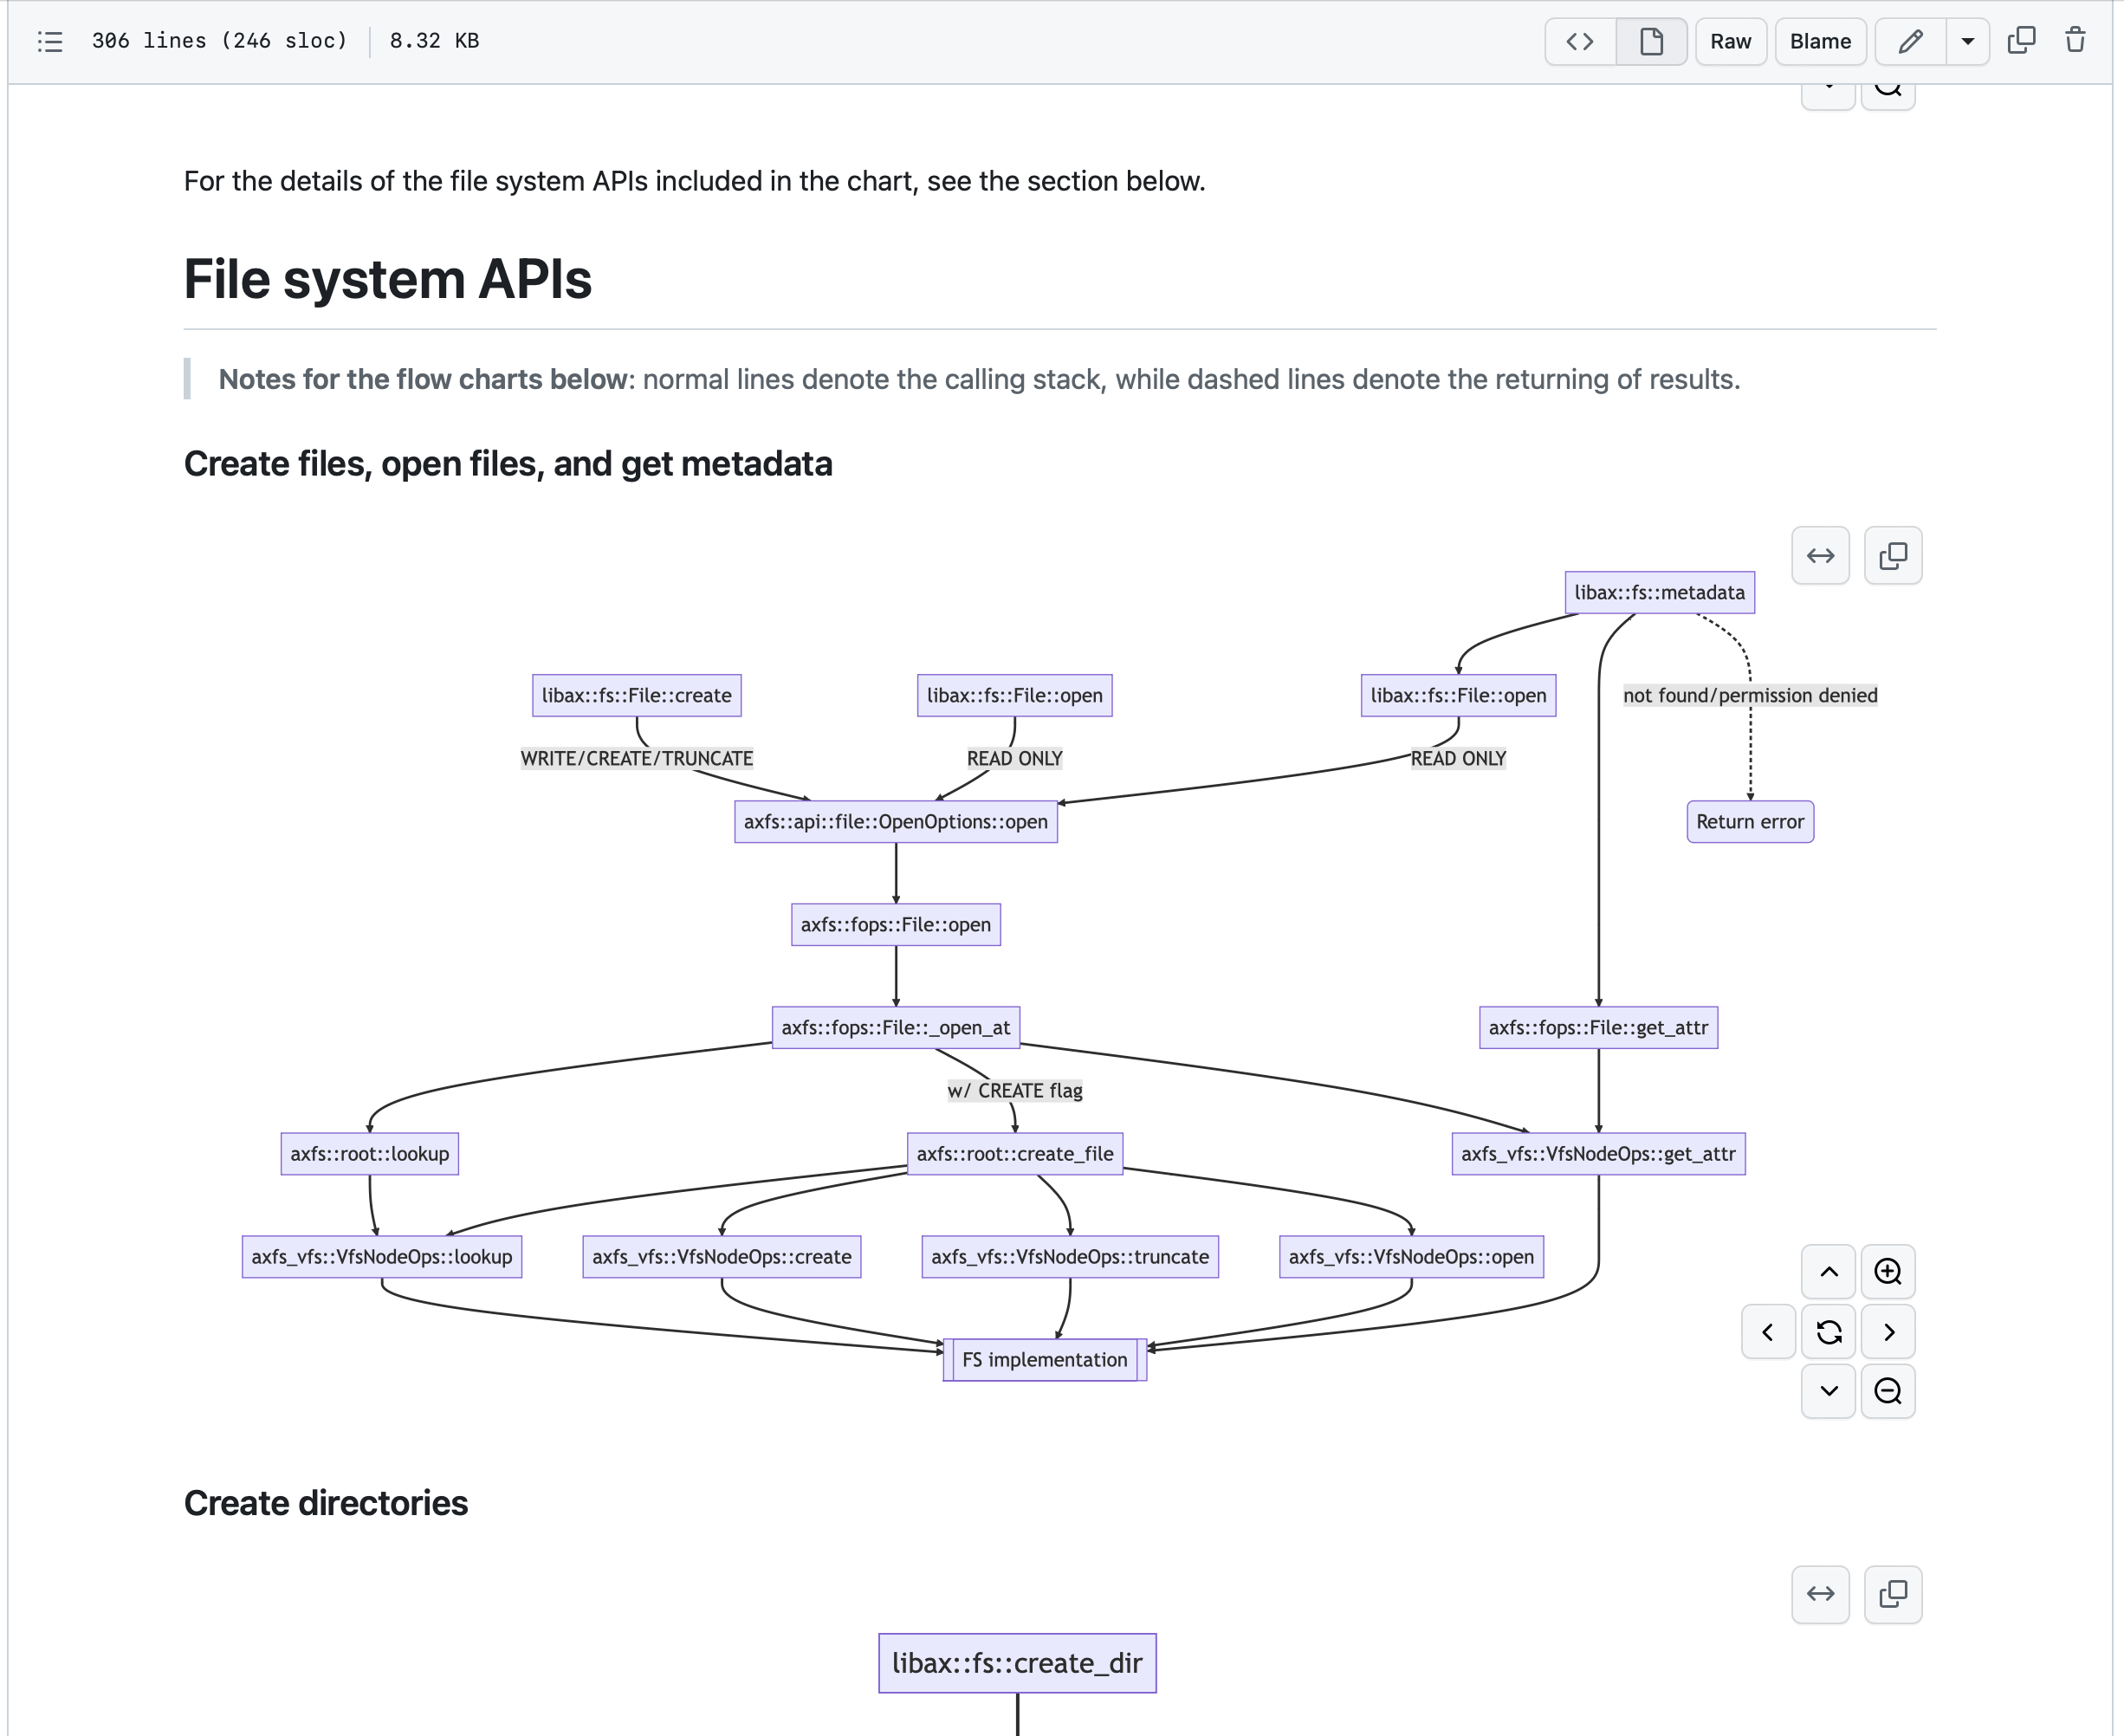 306 lines (246 sloc) 8.32 KB
Raw
Blame
For the details of the file system APIs included in the chart, see the section below.
File system APIs
Notes for the flow charts below: normal lines denote the calling stack, while dashed lines denote the returning of results.
Create files, open files, and get metadata
libax::fs::metadata
libax::fs::File::create
libax::fs::File::open
libax::fs::File::open
not found/permission denied
WRITE/CREATE/TRUNCATE
READ ONLY
READ ONLY
axfs::api::file::OpenOptions::open
Return error
axfs::fops::File::open
axfs::fops::File::_open_at
axfs::fops::File::get_attr
w/ CREATE flag
axfs::root::lookup
axfs::root::create_file
axfs_vfs::VfsNodeOps::get_attr
axfs_vfs::VfsNodeOps::lookup
axfs_vfs::VfsNodeOps::create
axfs_vfs::VfsNodeOps::truncate
axfs_vfs::VfsNodeOps::open
FS implementation
Create directories
libax::fs::create_dir